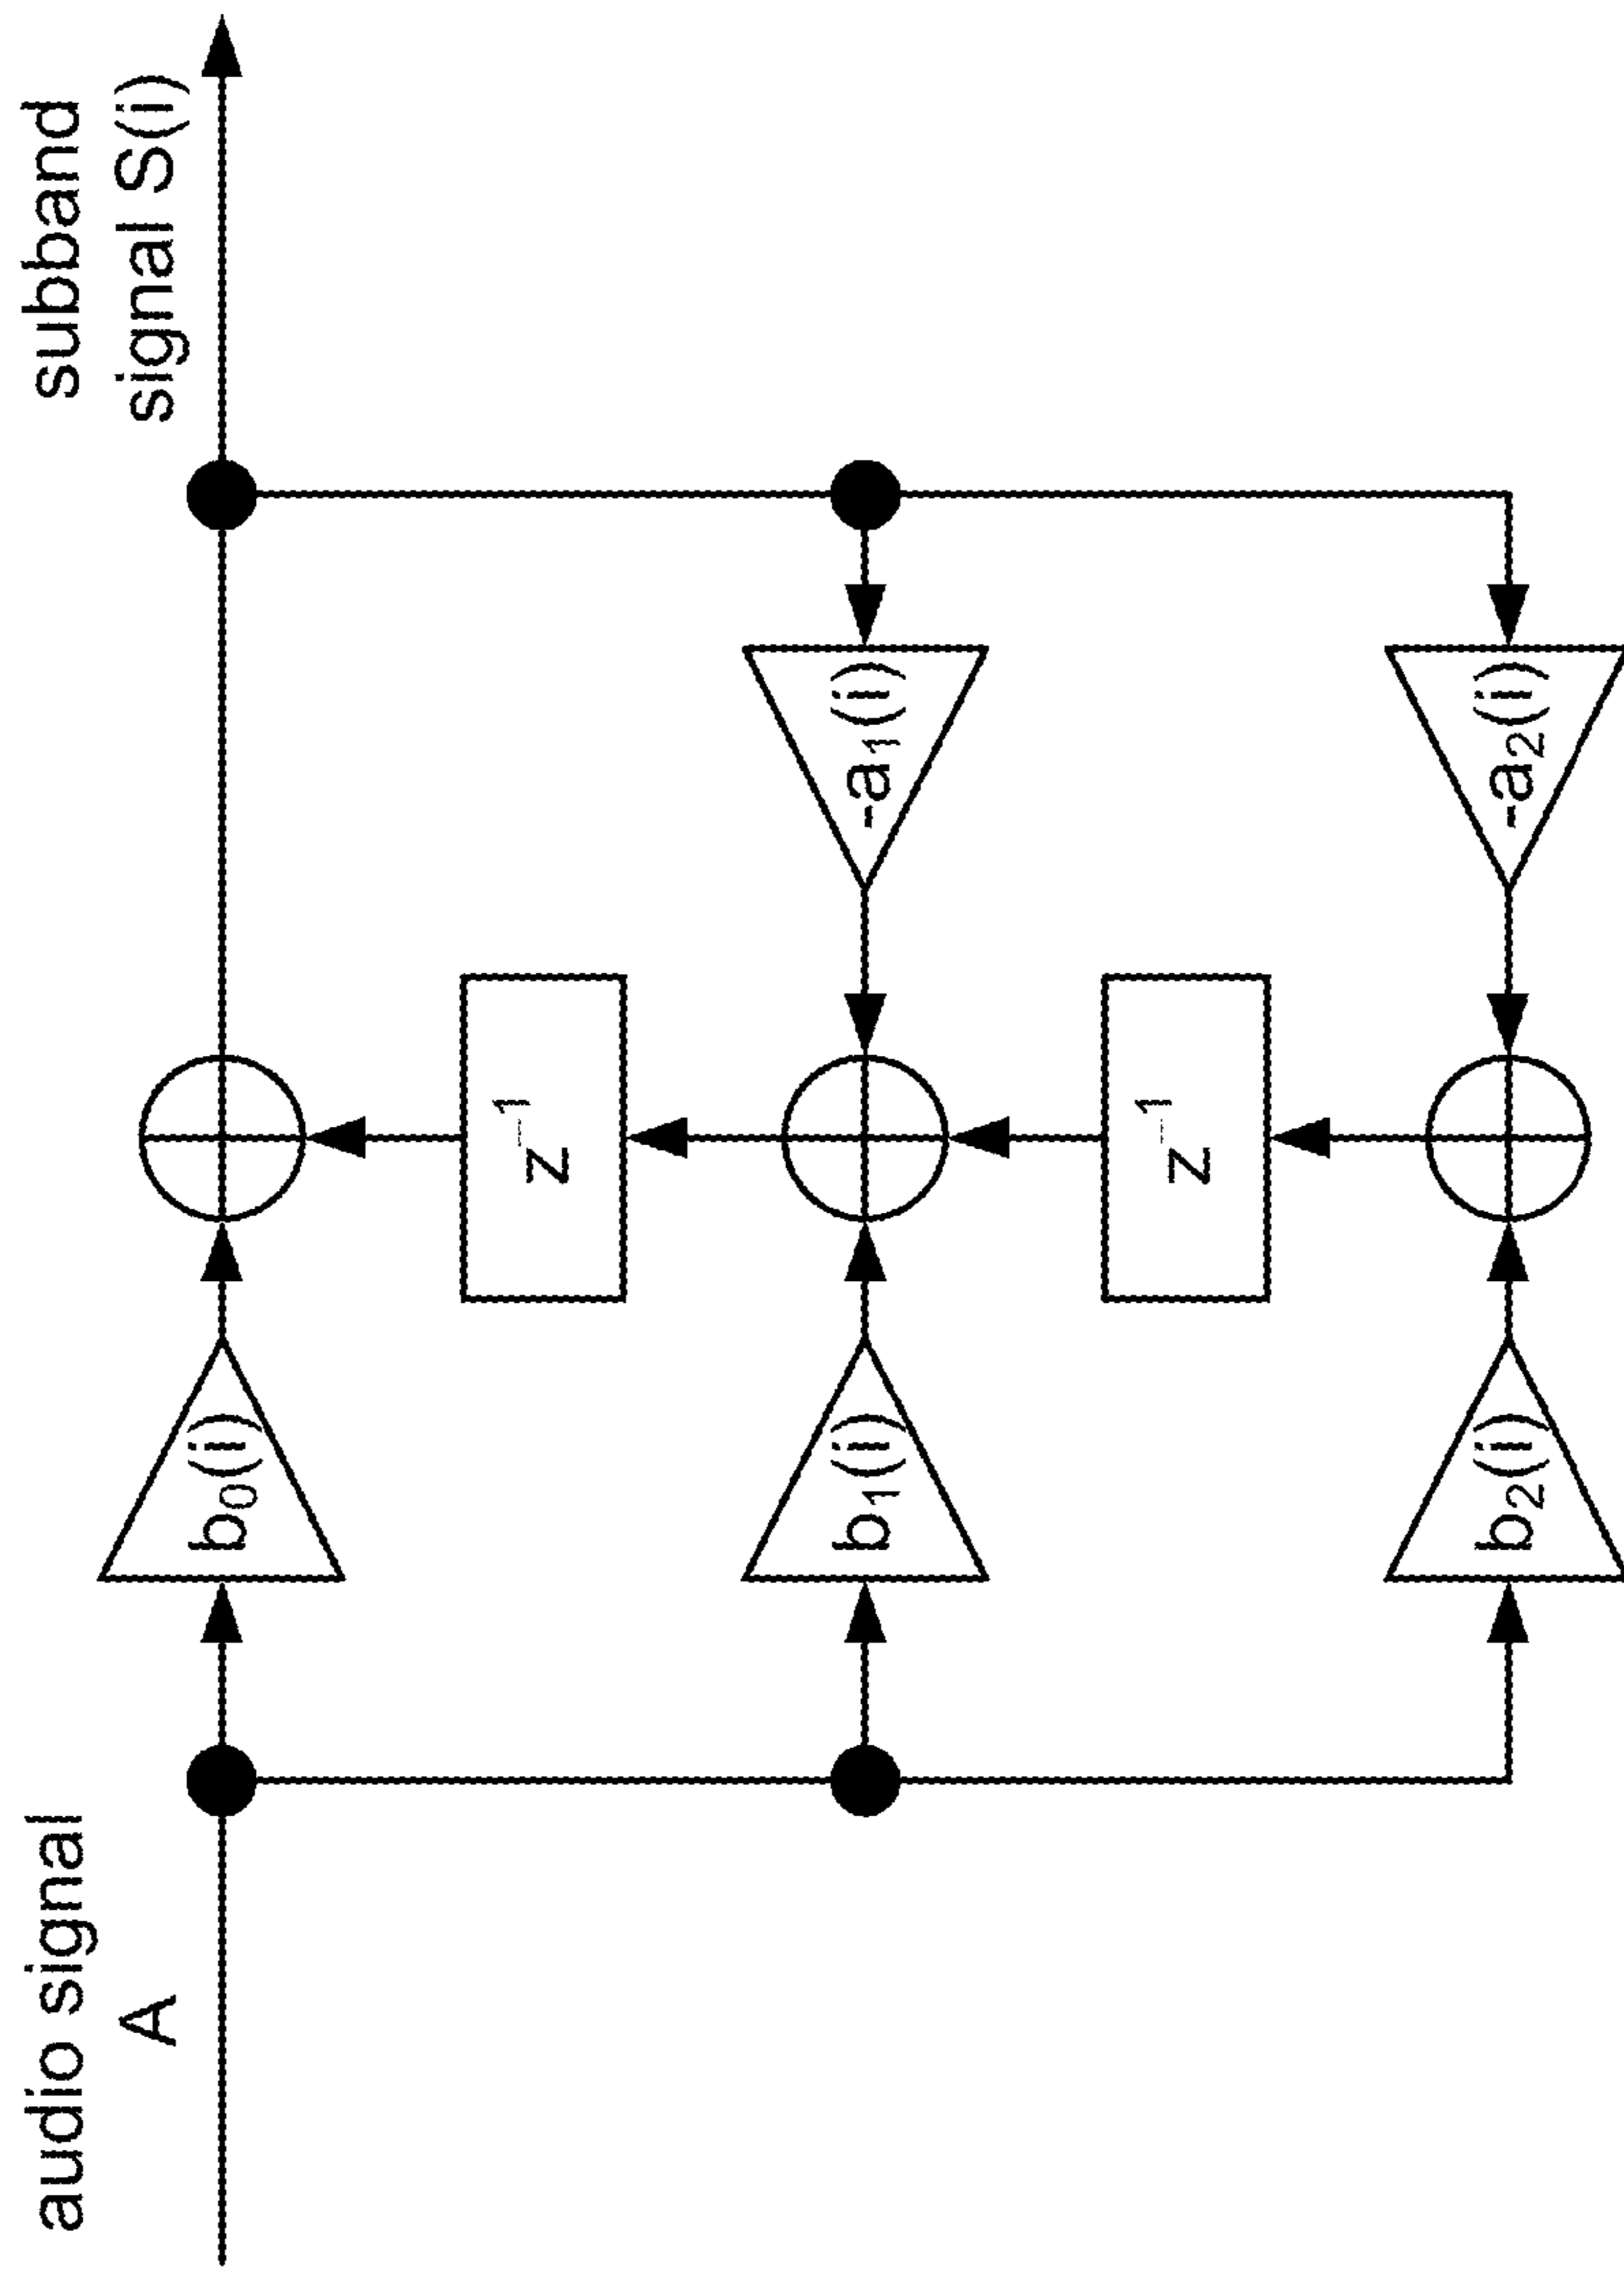 audio signal
A
subband
signal S(i)
b₀(i)
z⁻¹
b₁(i)
-a₁(i)
z⁻¹
b₂(i)
-a₂(i)